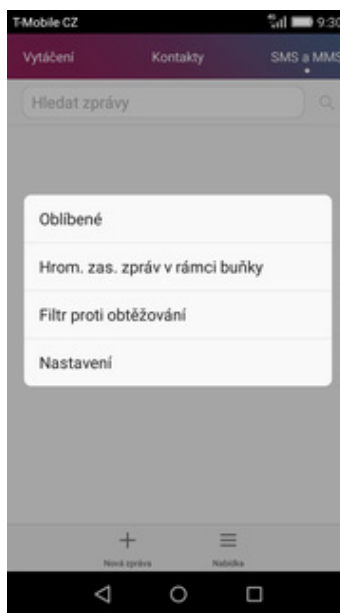 T-Mobile CZ 9:30
Vytáčení Kontakty SMS a MMS
Hledat zprávy
Oblíbené
Hrom. zas. zpráv v rámci buňky
Filtr proti obtěžování
Nastavení
Nová zpráva Nabídka